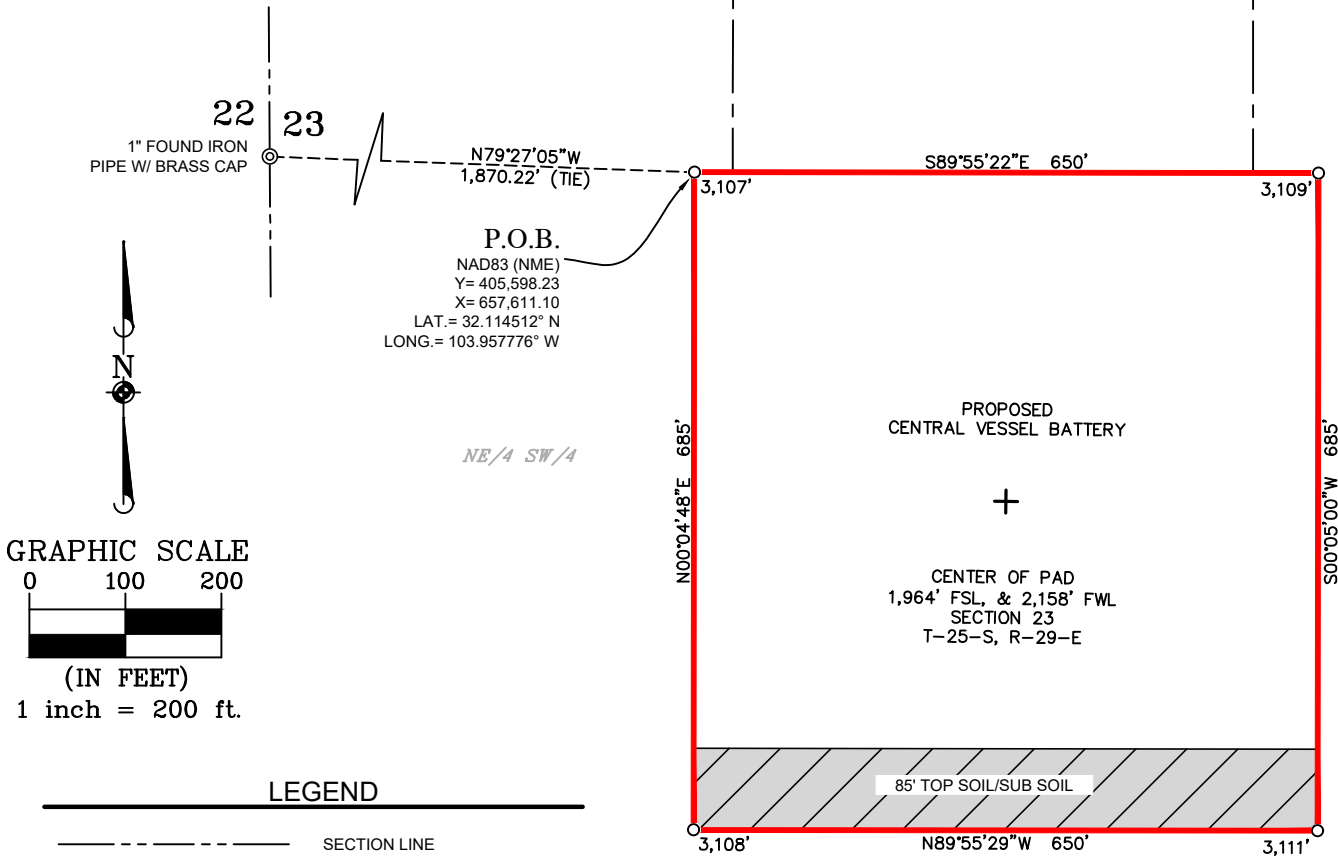 22
23
1" FOUND IRON
PIPE W/ BRASS CAP
N79°27'05"W
1,870.22' (TIE)
S89°55'22"E 650'
3,107'
3,109'
P.O.B.
NAD83 (NME)
Y= 405,598.23
X= 657,611.10
LAT.= 32.114512° N
LONG.= 103.957776° W
N
NE/4 SW/4
PROPOSED
CENTRAL VESSEL BATTERY
N00°04'48"E 685'
S00°05'00"W 685'
CENTER OF PAD
1,964' FSL, & 2,158' FWL
SECTION 23
T-25-S, R-29-E
GRAPHIC SCALE
0 100 200
(IN FEET)
1 inch = 200 ft.
85' TOP SOIL/SUB SOIL
LEGEND
SECTION LINE
3,108'
N89°55'29"W 650'
3,111'